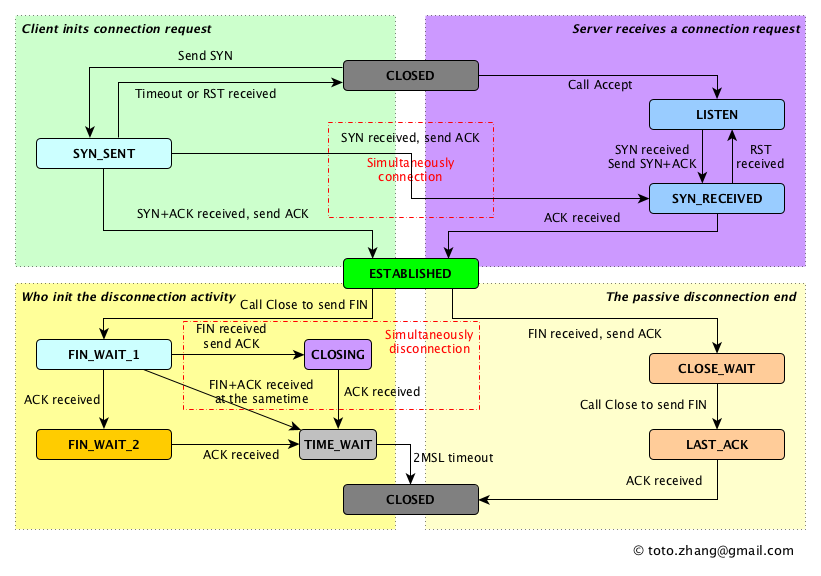 Client inits connection request
Server receives a connection request
Send SYN
CLOSED
Call Accept
Timeout or RST received
LISTEN
SYN received, send ACK
SYN_SENT
Simultaneously
connection
SYN received
Send SYN+ACK
RST
received
SYN_RECEIVED
SYN+ACK received, send ACK
ACK received
ESTABLISHED
Who init the disconnection activity
The passive disconnection end
Call Close to send FIN
FIN received
send ACK
Simultaneously
disconnection
FIN received, send ACK
FIN_WAIT_1
CLOSING
CLOSE_WAIT
FIN+ACK received
at the sametime
ACK received
ACK received
Call Close to send FIN
FIN_WAIT_2
TIME_WAIT
LAST_ACK
ACK received
2MSL timeout
ACK received
CLOSED
© toto.zhang@gmail.com